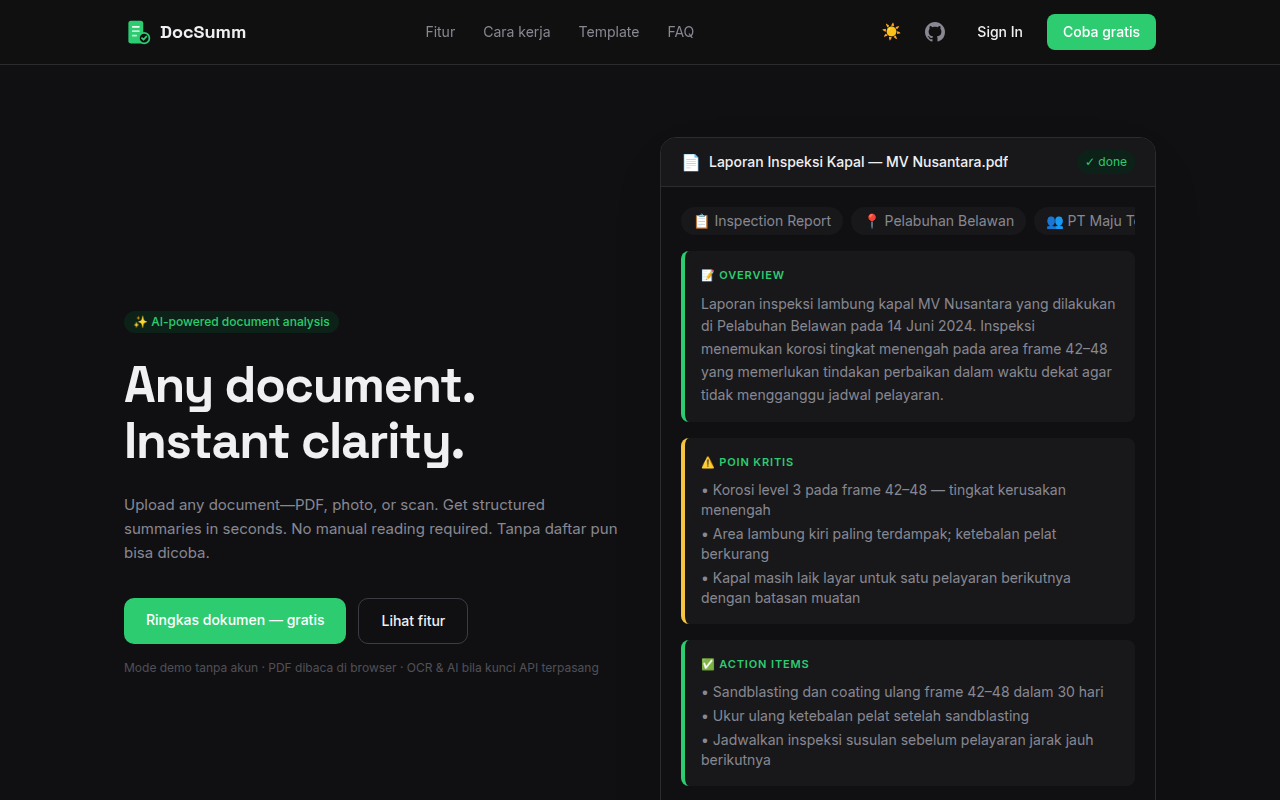 DocSumm
Fitur
Cara kerja
Template
FAQ
Sign In
Coba gratis
✨ AI-powered document analysis
Any document.
Instant clarity.
Upload any document—PDF, photo, or scan. Get structured
summaries in seconds. No manual reading required. Tanpa daftar pun
bisa dicoba.
Ringkas dokumen — gratis
Lihat fitur
Mode demo tanpa akun · PDF dibaca di browser · OCR & AI bila kunci API terpasang
Laporan Inspeksi Kapal — MV Nusantara.pdf
✓ done
Inspection Report
Pelabuhan Belawan
PT Maju
OVERVIEW
Laporan inspeksi lambung kapal MV Nusantara yang dilakukan
di Pelabuhan Belawan pada 14 Juni 2024. Inspeksi
menemukan korosi tingkat menengah pada area frame 42–48
yang memerlukan tindakan perbaikan dalam waktu dekat agar
tidak mengganggu jadwal pelayaran.
POIN KRITIS
• Korosi level 3 pada frame 42–48 — tingkat kerusakan
menengah
• Area lambung kiri paling terdampak; ketebalan pelat
berkurang
• Kapal masih laik layar untuk satu pelayaran berikutnya
dengan batasan muatan
ACTION ITEMS
• Sandblasting dan coating ulang frame 42–48 dalam 30 hari
• Ukur ulang ketebalan pelat setelah sandblasting
• Jadwalkan inspeksi susulan sebelum pelayaran jarak jauh
berikutnya